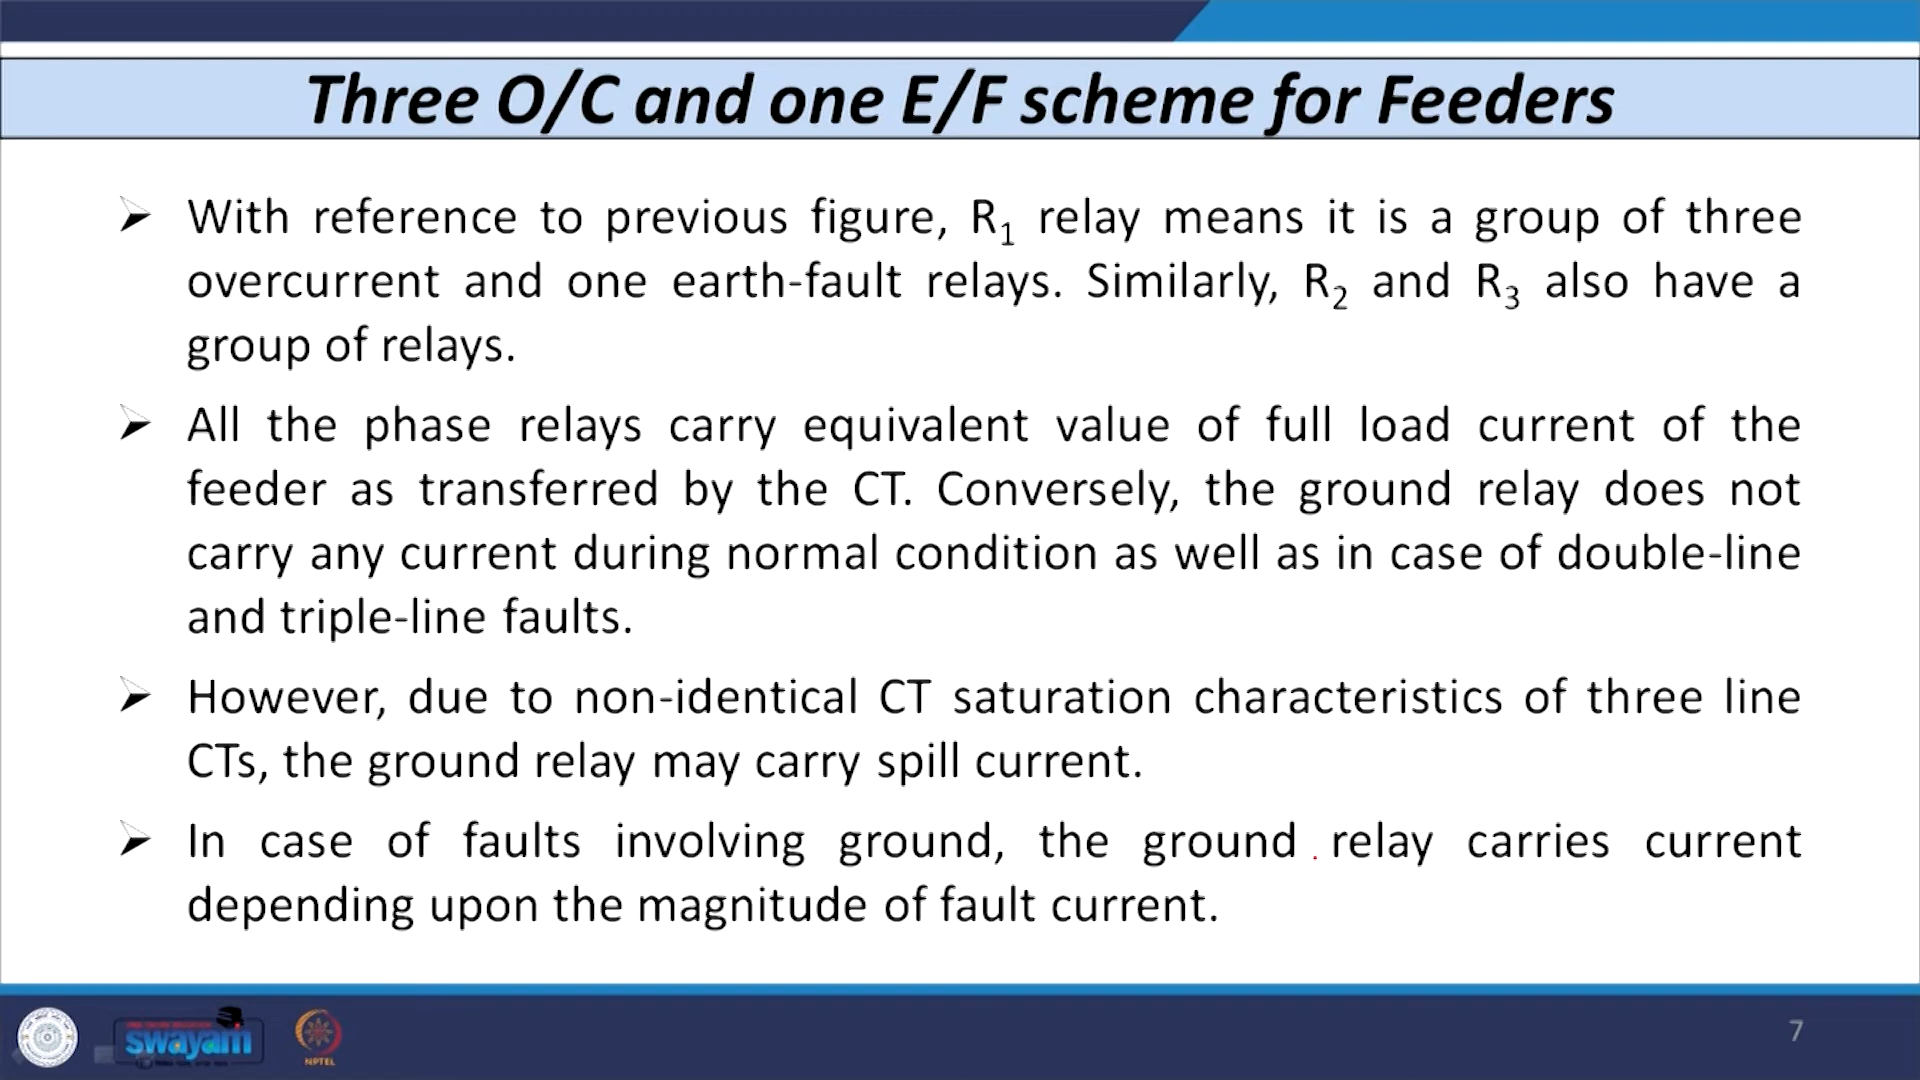 Three O/C and one E/F scheme for Feeders
➢ With reference to previous figure, R₁ relay means it is a group of three
overcurrent and one earth-fault relays. Similarly, R₂ and R₃ also have a
group of relays.
➢ All the phase relays carry equivalent value of full load current of the
feeder as transferred by the CT. Conversely, the ground relay does not
carry any current during normal condition as well as in case of double-line
and triple-line faults.
➢ However, due to non-identical CT saturation characteristics of three line
CTs, the ground relay may carry spill current.
➢ In case of faults involving ground, the ground relay carries current
depending upon the magnitude of fault current.
swayam
NPTEL
7